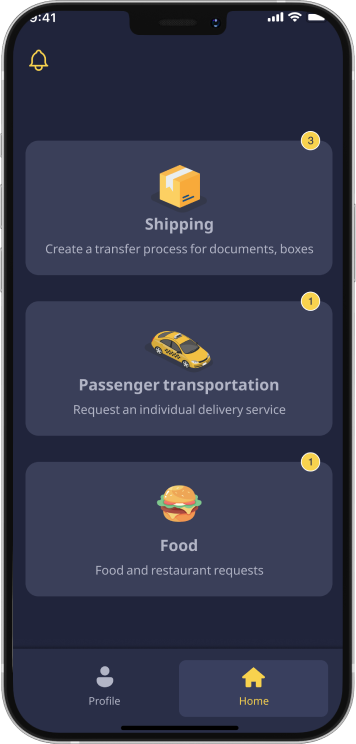 9:41
3
Shipping
Create a transfer process for documents, boxes
1
Passenger transportation
Request an individual delivery service
1
Food
Food and restaurant requests
Profile
Home